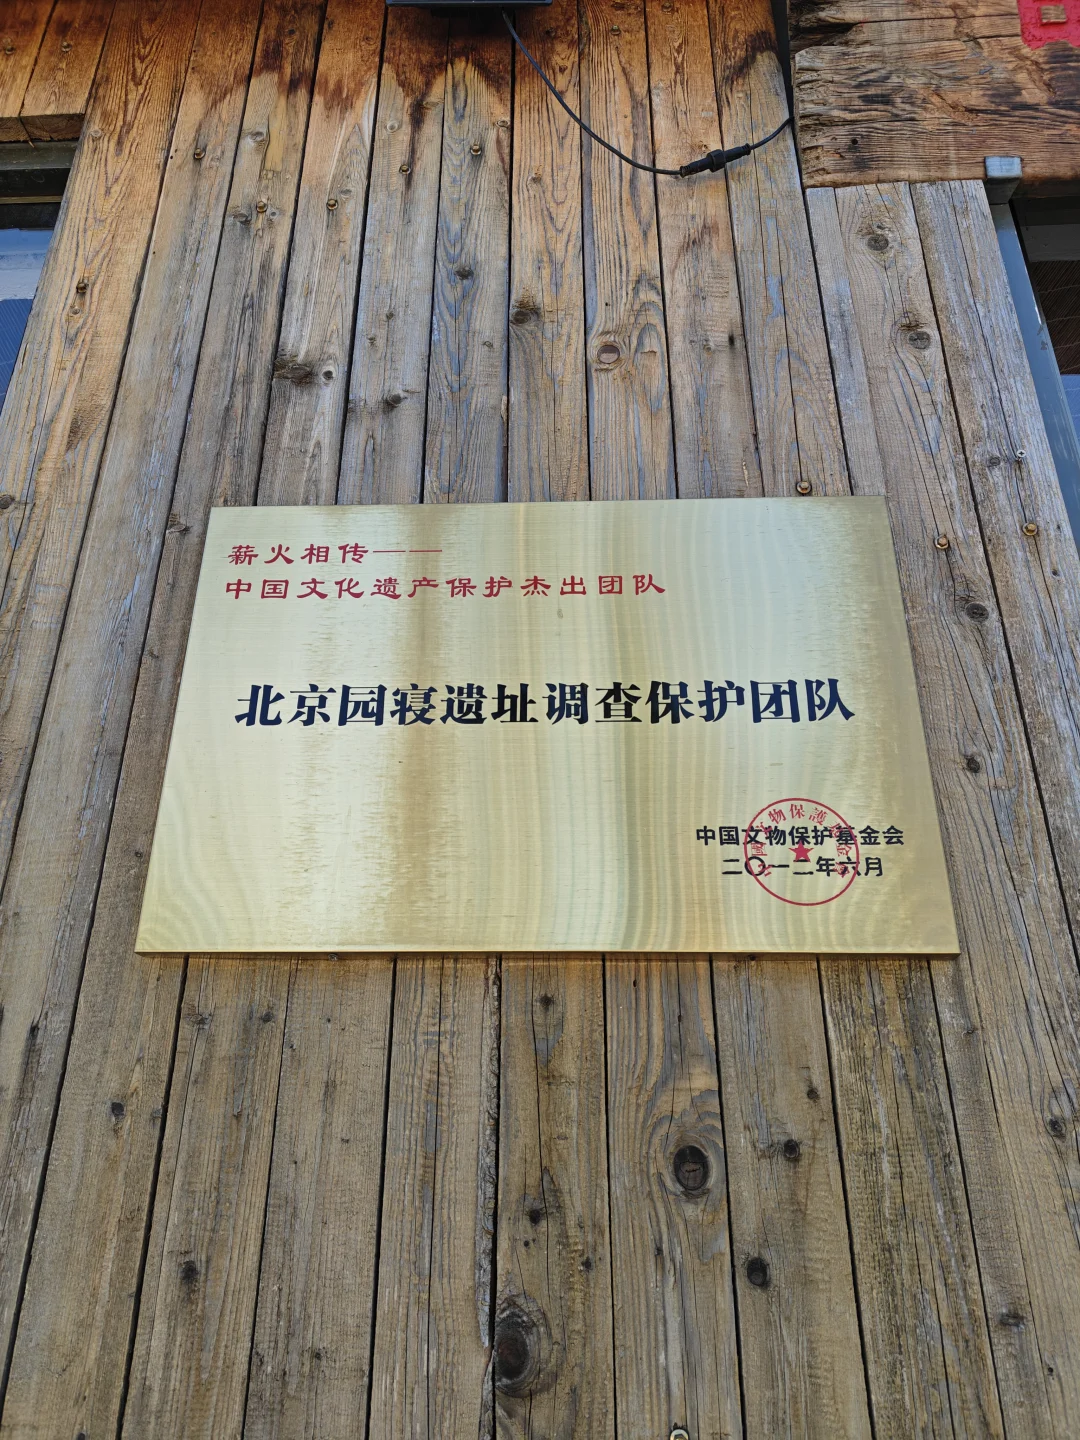 薪火相传——
中国文化遗产保护杰出团队
北京园寝遗址调查保护团队
中国文物保护基金会
二〇一二年六月